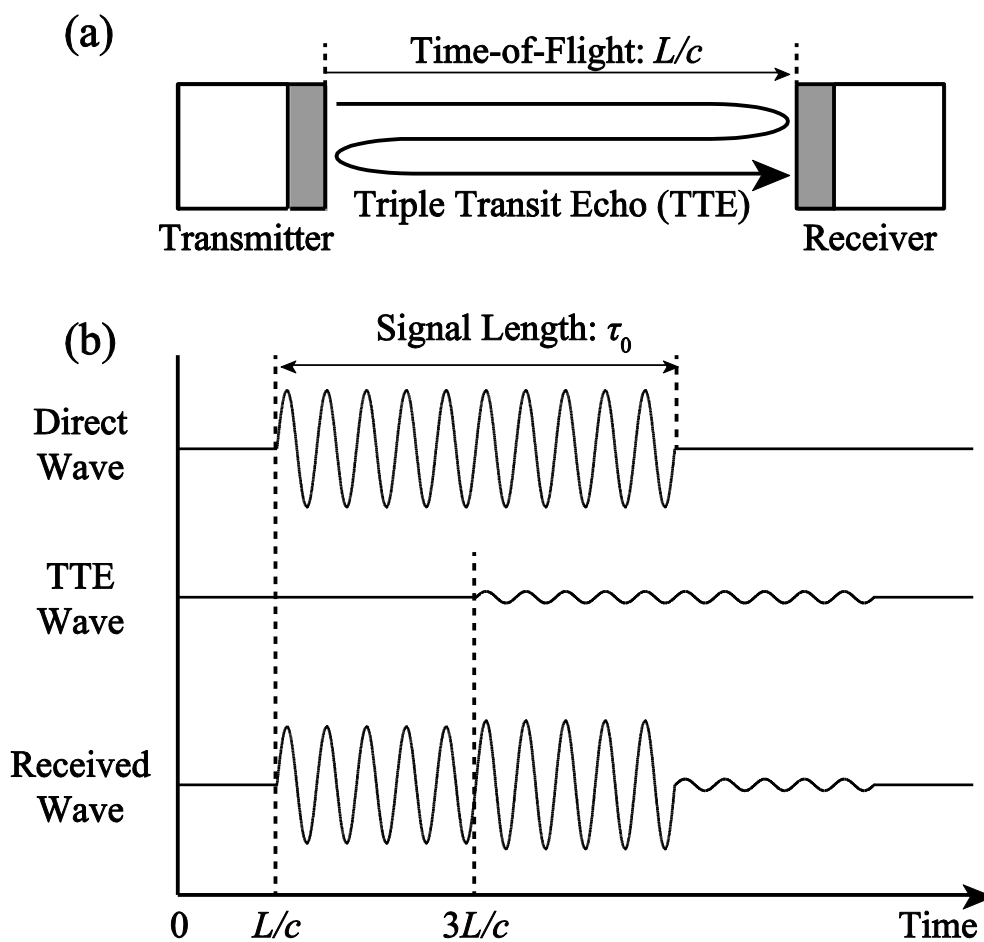 (a)
Time-of-Flight: L/c
Triple Transit Echo (TTE)
Transmitter
Receiver
(b)
Signal Length: τ0
Direct
Wave
TTE
Wave
Received
Wave
0
L/c
3L/c
Time